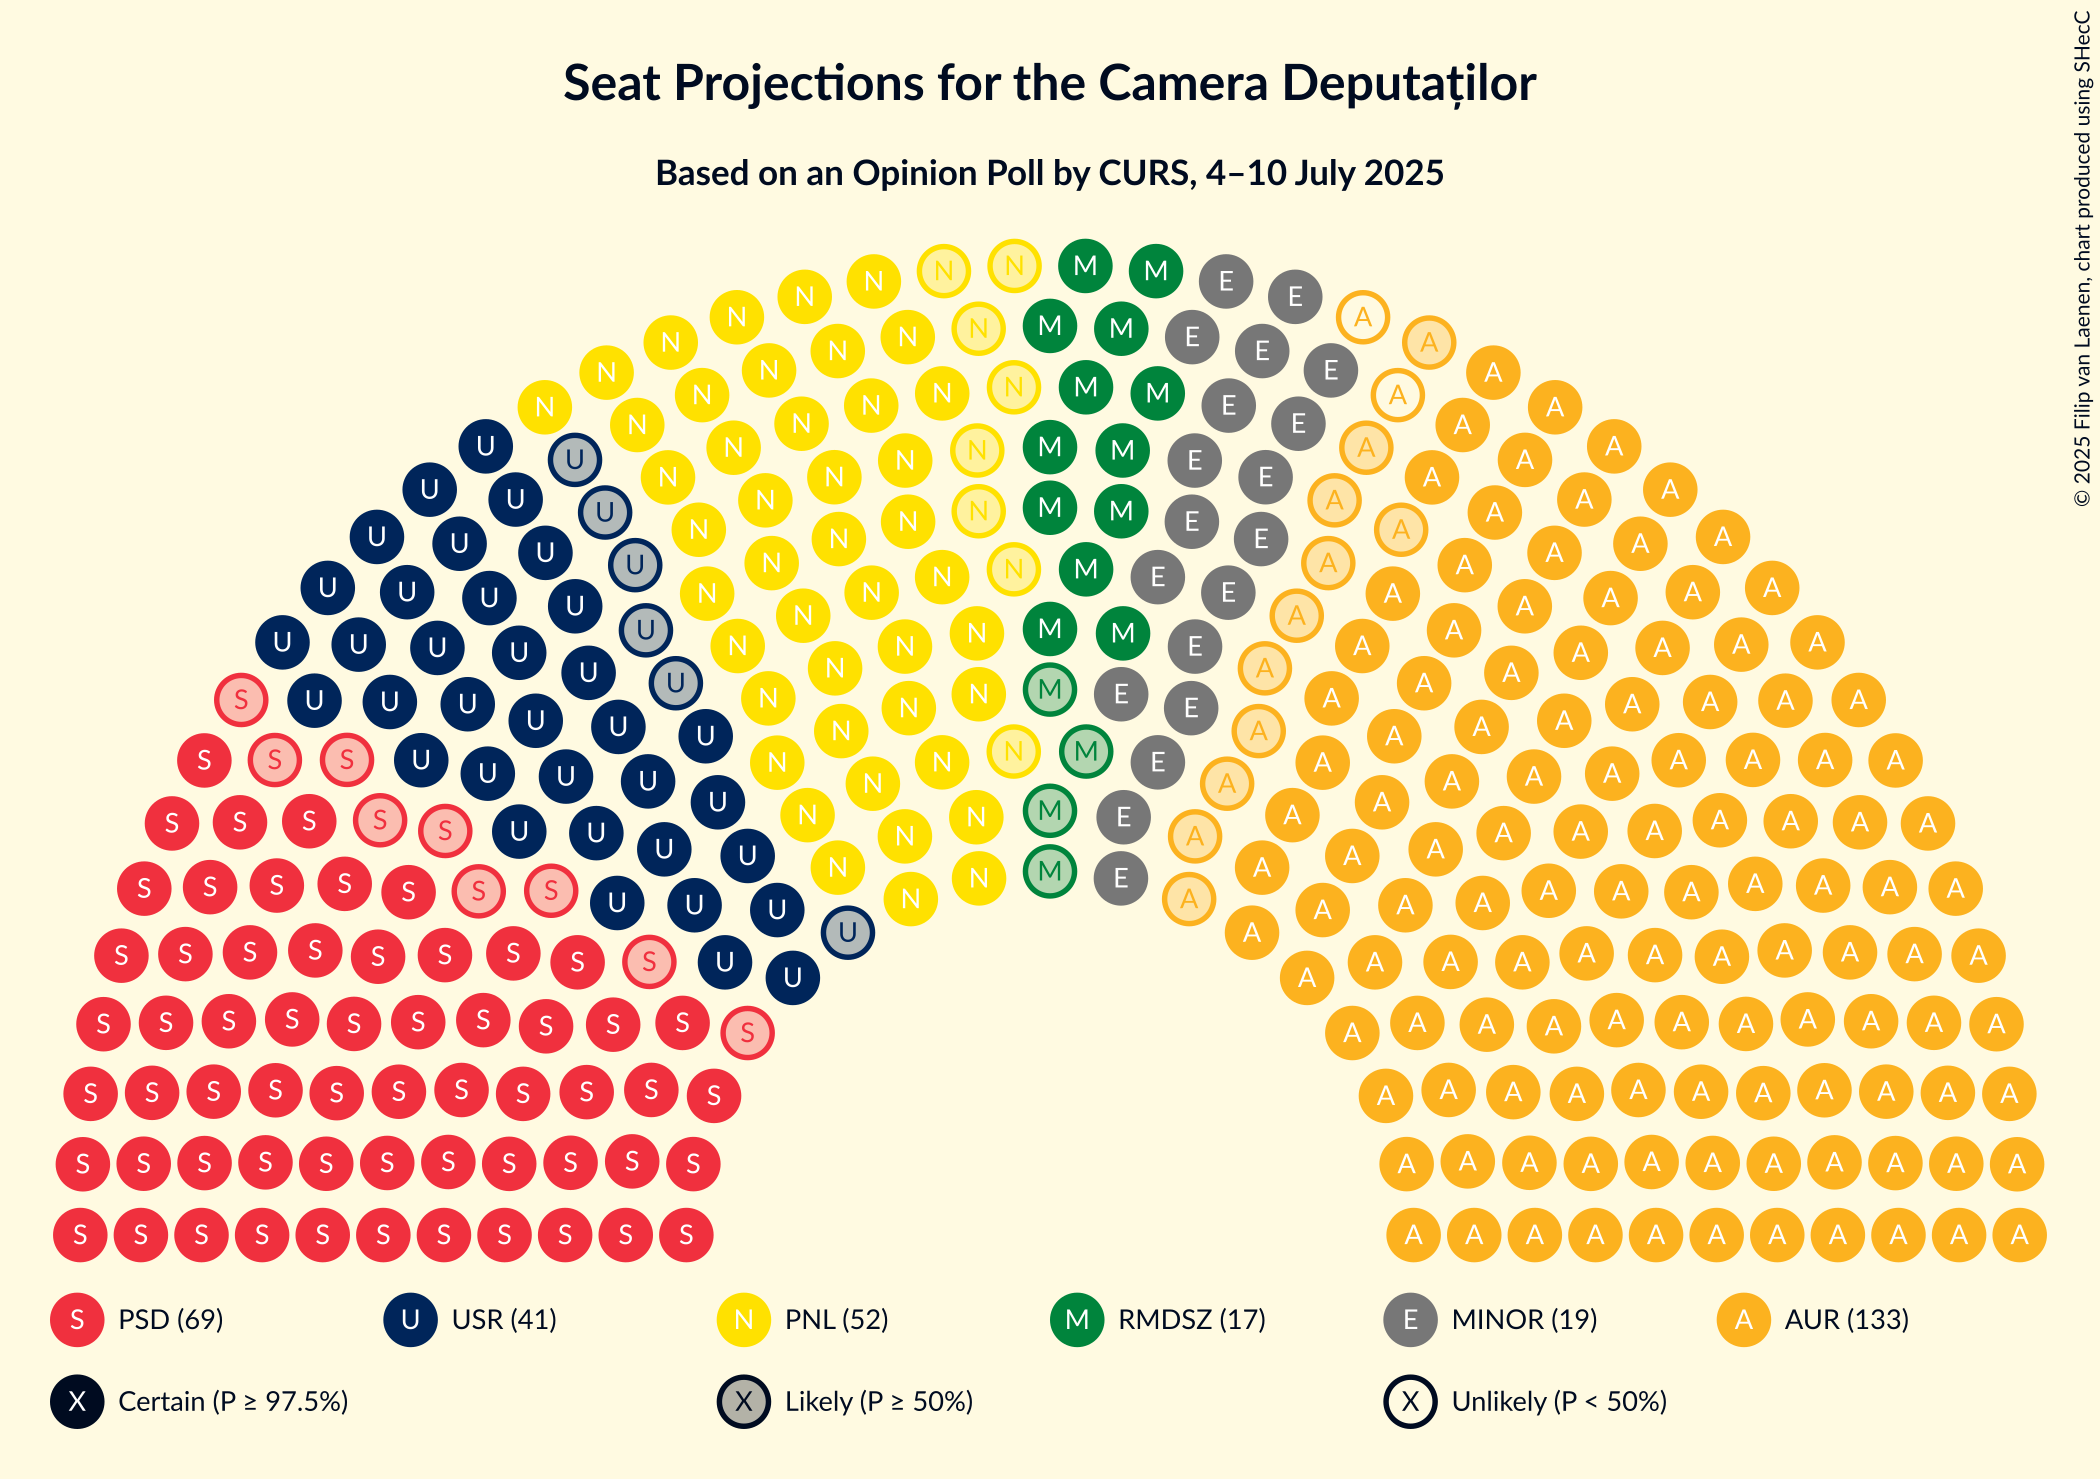 Seat Projections for the Camera Deputaților
Based on an Opinion Poll by CURS, 4–10 July 2025
© 2025 Filip van Laenen, chart produced using SHecC
S PSD (69)
U USR (41)
N PNL (52)
M RMDSZ (17)
E MINOR (19)
A AUR (133)
X Certain (P ≥ 97.5%)
X Likely (P ≥ 50%)
X Unlikely (P < 50%)